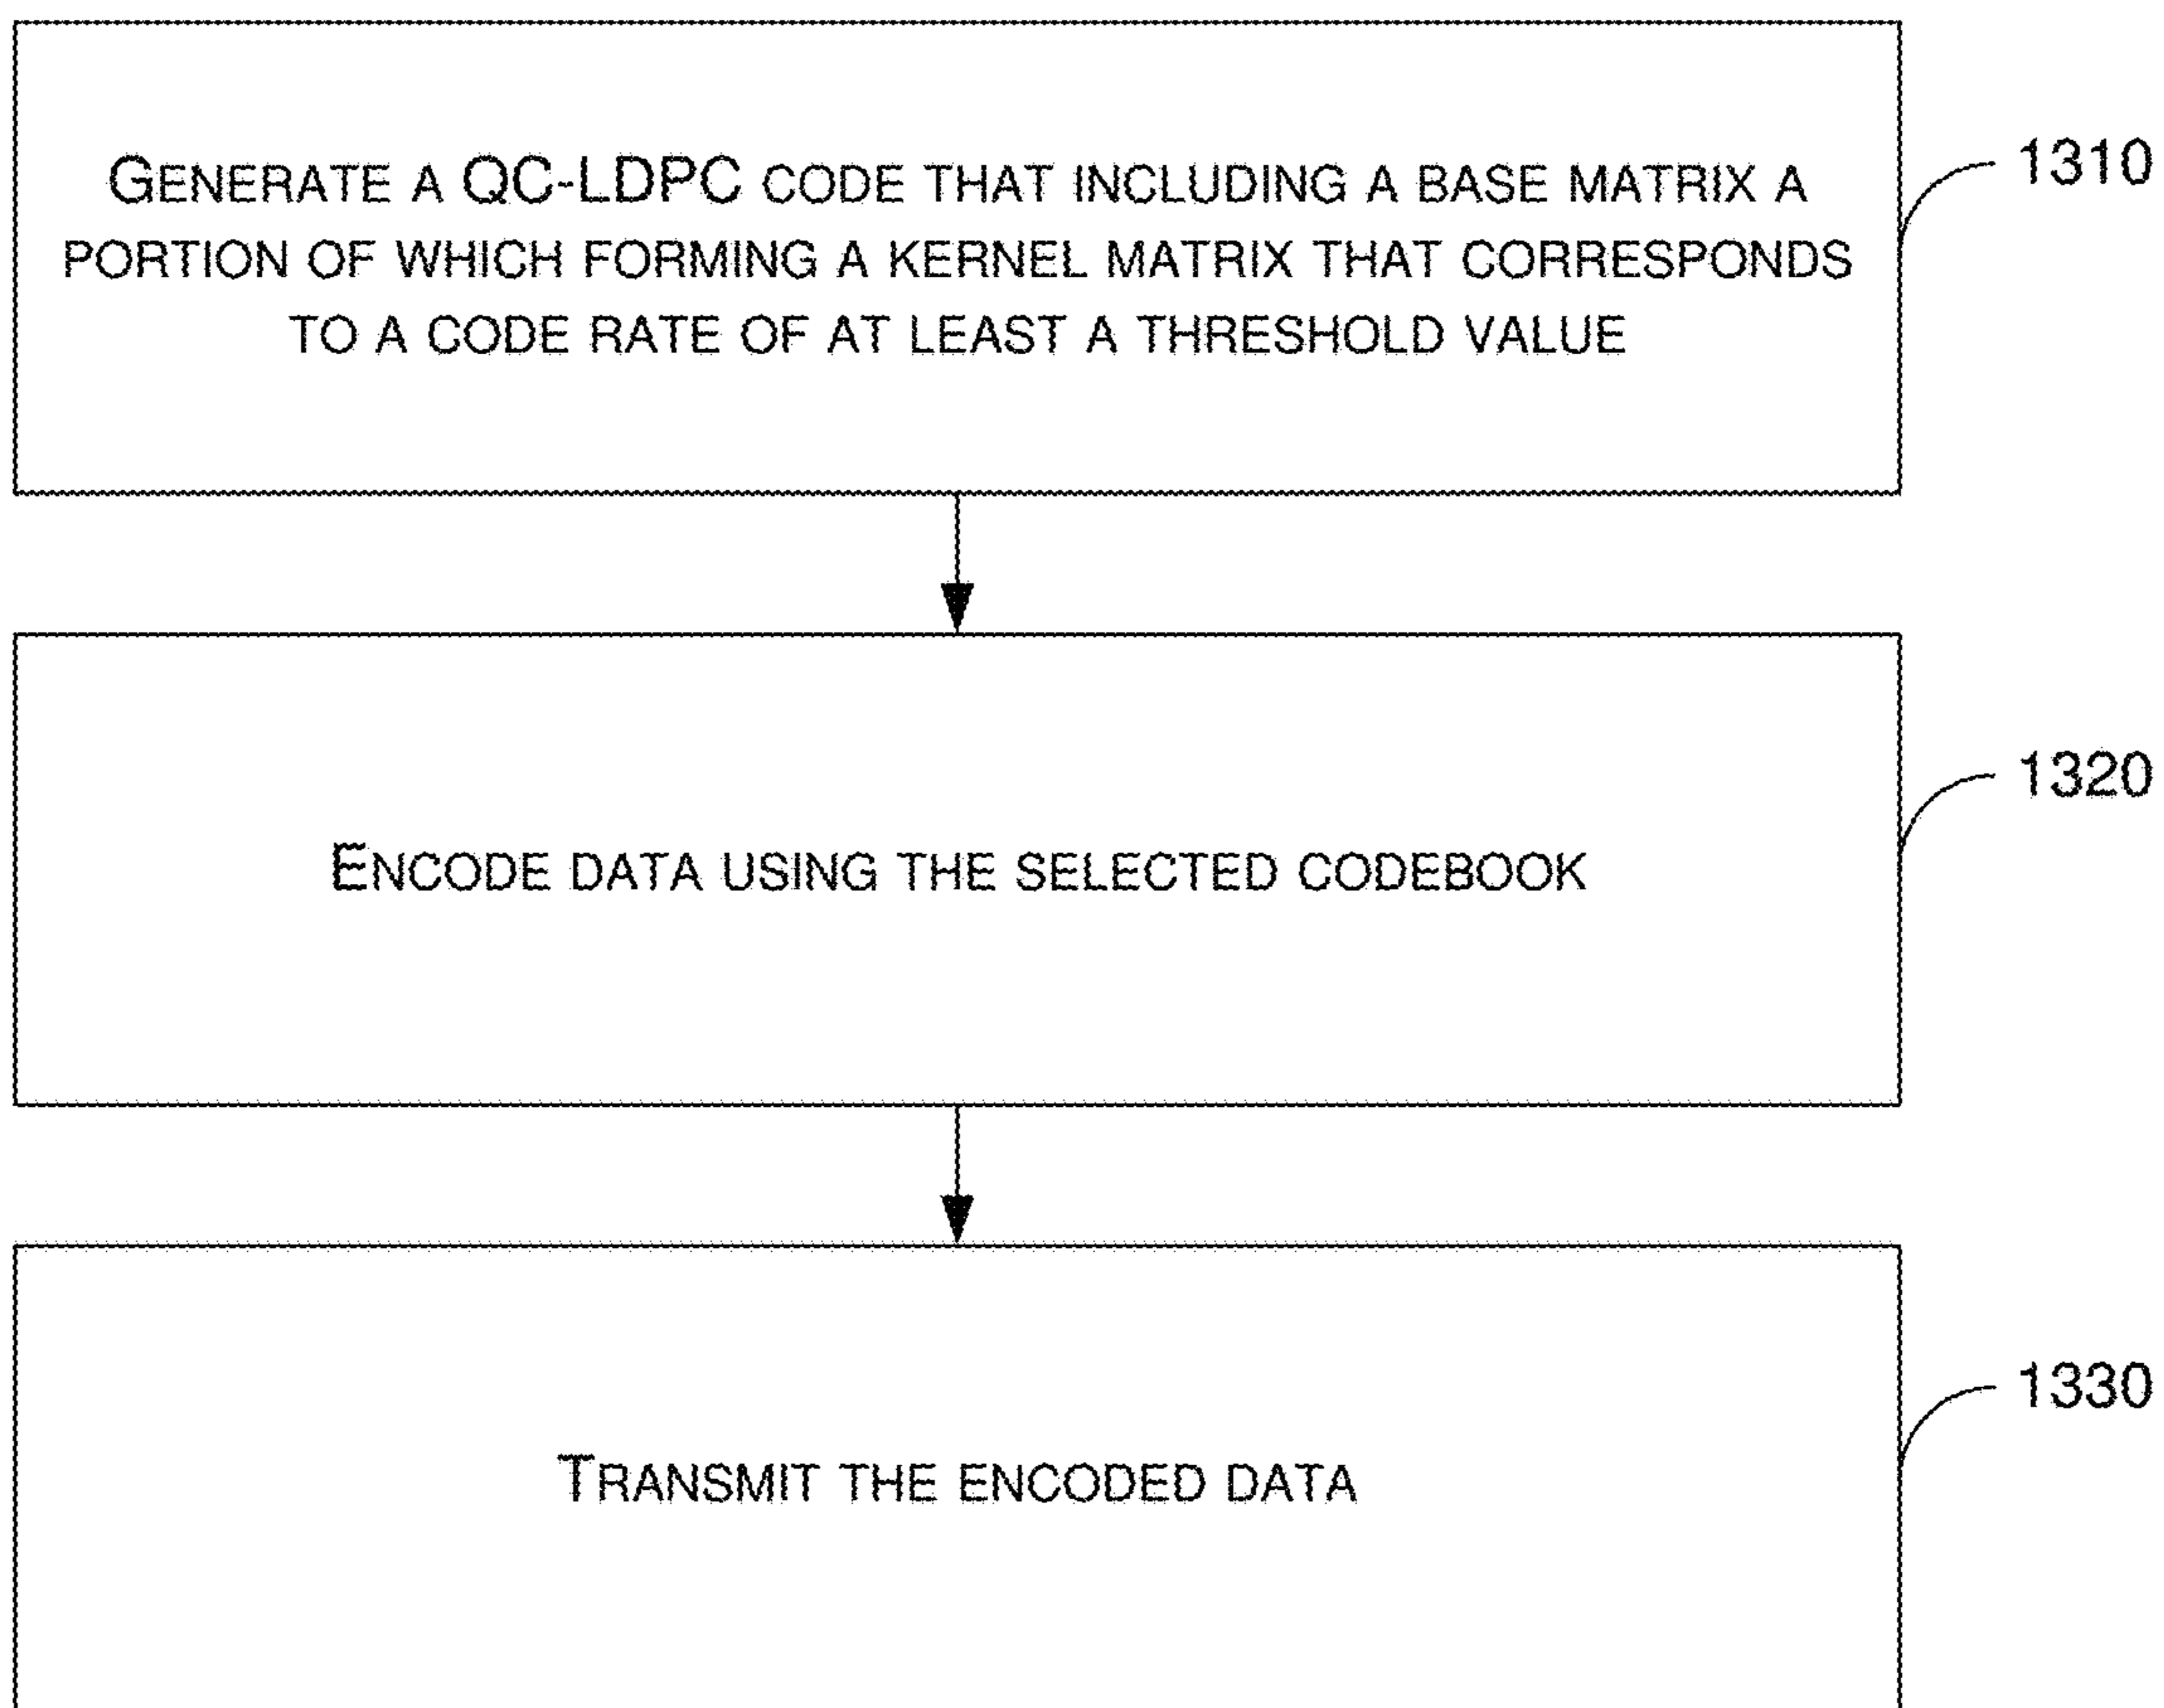 GENERATE A QC-LDPC CODE THAT INCLUDING A BASE MATRIX A
PORTION OF WHICH FORMING A KERNEL MATRIX THAT CORRESPONDS
TO A CODE RATE OF AT LEAST A THRESHOLD VALUE
1310
ENCODE DATA USING THE SELECTED CODEBOOK
1320
TRANSMIT THE ENCODED DATA
1330